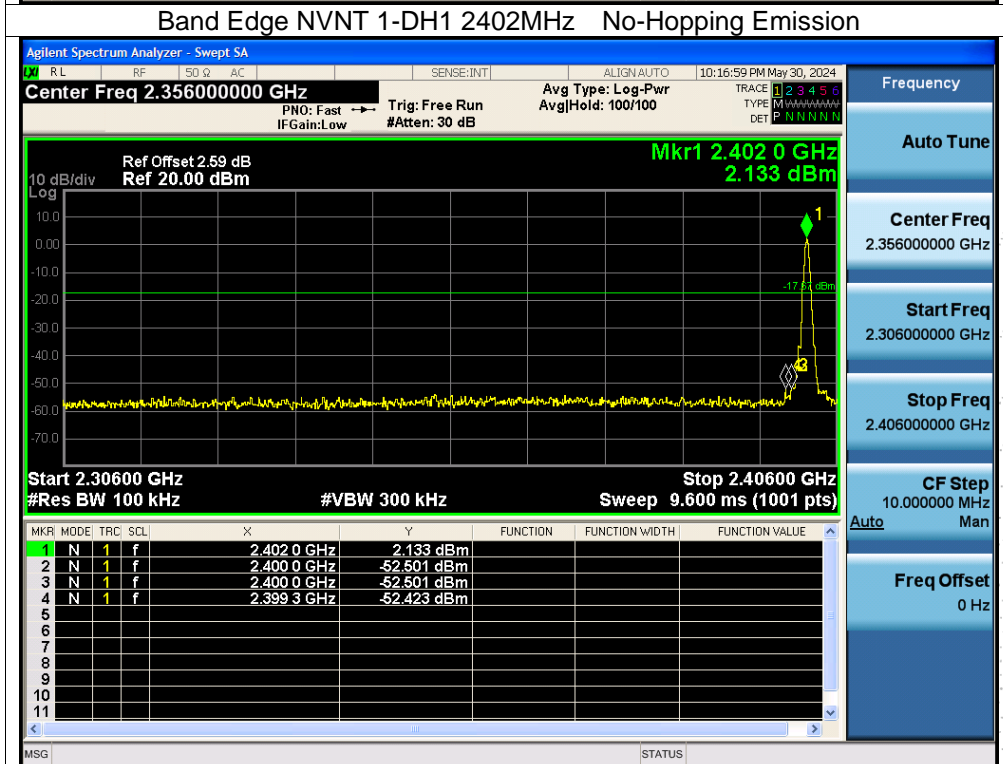 Band Edge NVNT 1-DH1 2402MHz No-Hopping Emission
Agilent Spectrum Analyzer - Swept SA
LXI RL RF 50 Ω AC SENSE:INT ALIGN AUTO 10:16:59 PM May 30, 2024
Center Freq 2.356000000 GHz
PNO: Fast
IFGain:Low
Trig: Free Run
#Atten: 30 dB
Avg Type: Log-Pwr
Avg|Hold: 100/100
TRACE 1 2 3 4 5 6
TYPE M
DET P N N N N N
Ref Offset 2.59 dB
Ref 20.00 dBm
10 dB/div
Log
Mkr1 2.402 0 GHz
2.133 dBm
10.0
0.00
-10.0
-20.0
-30.0
-40.0
-50.0
-60.0
-70.0
1
-17.87 dBm
Start 2.30600 GHz Stop 2.40600 GHz
#Res BW 100 kHz #VBW 300 kHz Sweep 9.600 ms (1001 pts)
MKR MODE TRC SCL X Y FUNCTION FUNCTION WIDTH FUNCTION VALUE
1 N 1 f 2.402 0 GHz 2.133 dBm
2 N 1 f 2.400 0 GHz -52.501 dBm
3 N 1 f 2.400 0 GHz -52.501 dBm
4 N 1 f 2.399 3 GHz -52.423 dBm
5
6
7
8
9
10
11
MSG STATUS
Frequency
Auto Tune
Center Freq
2.356000000 GHz
Start Freq
2.306000000 GHz
Stop Freq
2.406000000 GHz
CF Step
10.000000 MHz
Auto Man
Freq Offset
0 Hz